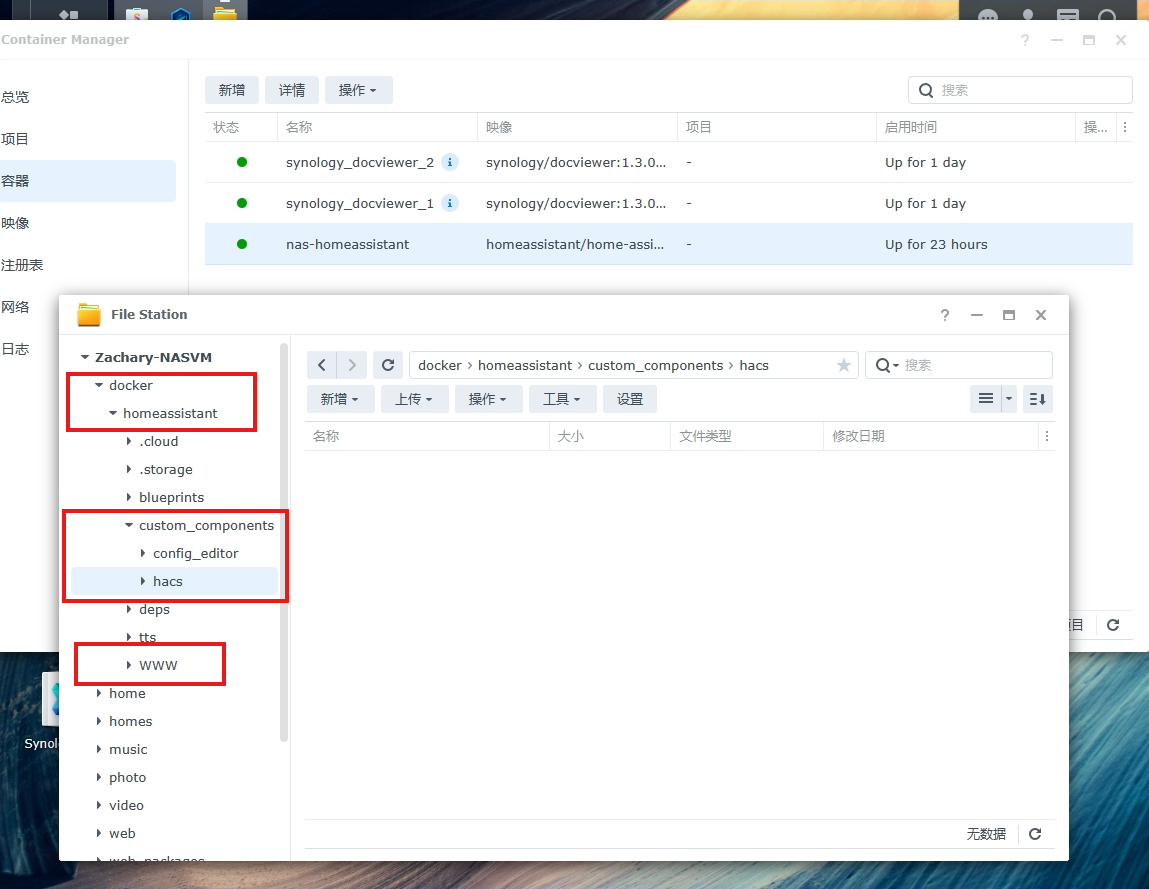 Container Manager
总览
项目
容器
映像
注册表
网络
日志
新增 详情 操作
搜索
状态 名称 映像 项目 启用时间 操...
synology_docviewer_2 synology/docviewer:1.3.0... - Up for 1 day
synology_docviewer_1 synology/docviewer:1.3.0... - Up for 1 day
nas-homeassistant homeassistant/home-assi... - Up for 23 hours
File Station
Zachary-NASVM
docker
homeassistant
.cloud
.storage
blueprints
custom_components
config_editor
hacs
deps
tts
WWW
home
homes
music
photo
video
web
web_packages
docker › homeassistant › custom_components › hacs
搜索
新增 上传 操作 工具 设置
名称 大小 文件类型 修改日期
无数据
Synol